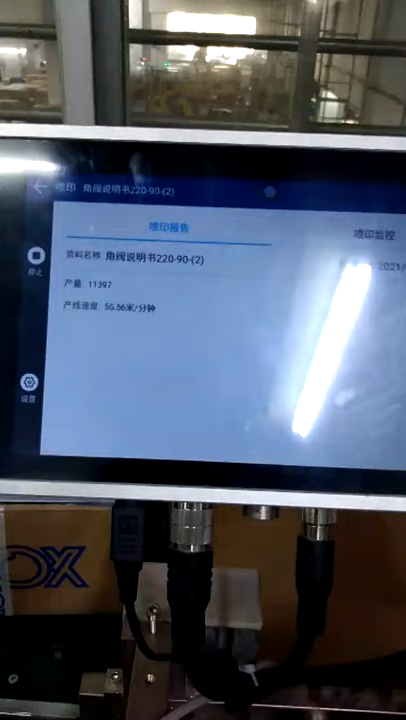 喷印 角阀说明书220-90-(2)
喷印报告
喷印监控
资料名称 角阀说明书220-90-(2)
2021/
停止
产量: 11397
产线速度: 55.56米/分钟
设置